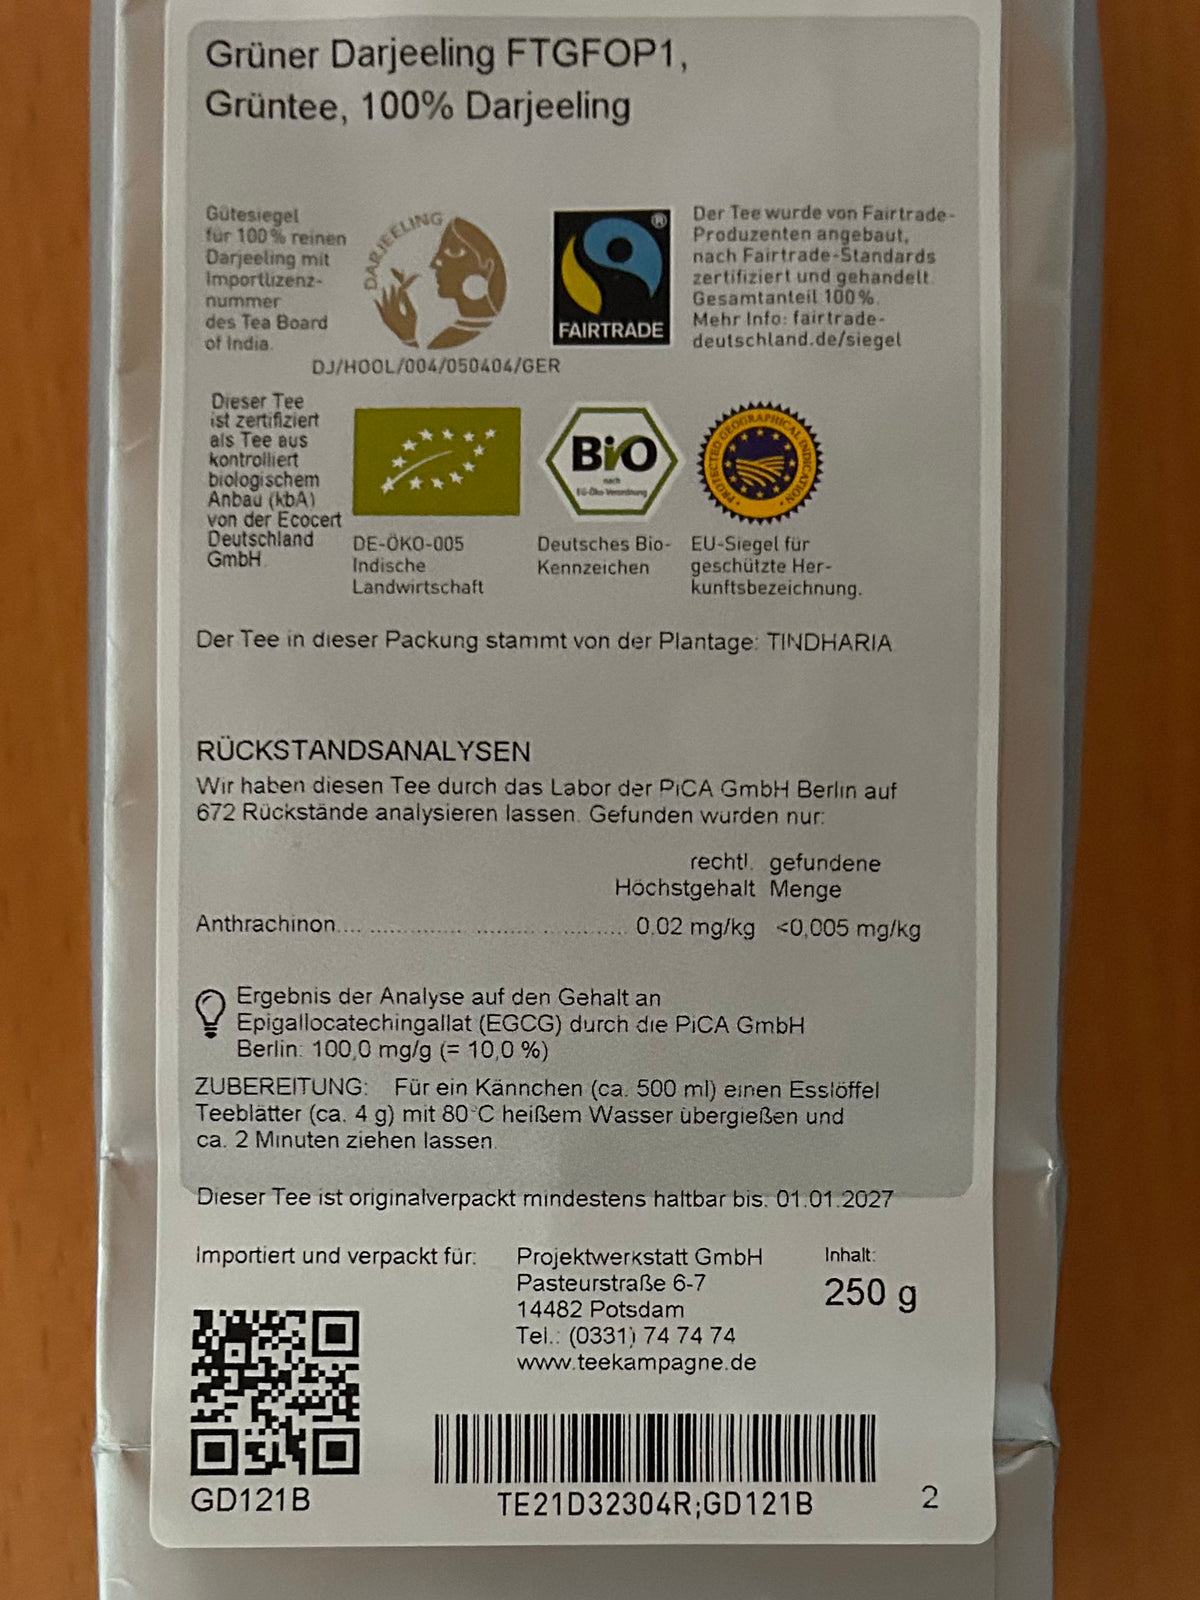 Grüner Darjeeling FTGFOP1,
Grüntee, 100% Darjeeling
Gütesiegel
für 100% reinen
Darjeeling mit
Importlizenz-
nummer
des Tea Board
of India.
DARJEELING
DJ/HOOL/004/050404/GER
®
FAIRTRADE
Der Tee wurde von Fairtrade-
Produzenten angebaut,
nach Fairtrade-Standards
zertifiziert und gehandelt.
Gesamtanteil 100%.
Mehr Info: fairtrade-
deutschland.de/siegel
Dieser Tee
ist zertifiziert
als Tee aus
kontrolliert
biologischem
Anbau (kbA)
von der Ecocert
Deutschland
GmbH.
DE-ÖKO-005
Indische
Landwirtschaft
Bio
nach
EG-Öko-Verordnung
Deutsches Bio-
Kennzeichen
PROTECTED GEOGRAPHICAL INDICATION
EU-Siegel für
geschützte Her-
kunftsbezeichnung.
Der Tee in dieser Packung stammt von der Plantage: TINDHARIA
RÜCKSTANDSANALYSEN
Wir haben diesen Tee durch das Labor der PiCA GmbH Berlin auf
672 Rückstände analysieren lassen. Gefunden wurden nur:
rechtl. gefundene
Höchstgehalt Menge
Anthrachinon.... 0.02 mg/kg <0,005 mg/kg
Ergebnis der Analyse auf den Gehalt an
Epigallocatechingallat (EGCG) durch die PiCA GmbH
Berlin: 100,0 mg/g (= 10,0 %)
ZUBEREITUNG: Für ein Kännchen (ca. 500 ml) einen Esslöffel
Teeblätter (ca. 4 g) mit 80°C heißem Wasser übergießen und
ca. 2 Minuten ziehen lassen.
Dieser Tee ist originalverpackt mindestens haltbar bis: 01.01.2027
Importiert und verpackt für:
Projektwerkstatt GmbH
Pasteurstraße 6-7
14482 Potsdam
Tel.: (0331) 74 74 74
www.teekampagne.de
Inhalt:
250 g
GD121B
TE21D32304R;GD121B
2